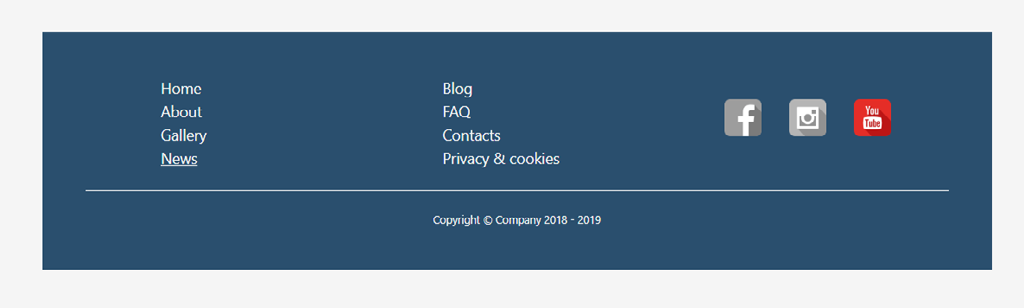 Home
About
Gallery
News
Blog
FAQ
Contacts
Privacy & cookies
f
You
Tube
Copyright © Company 2018 - 2019